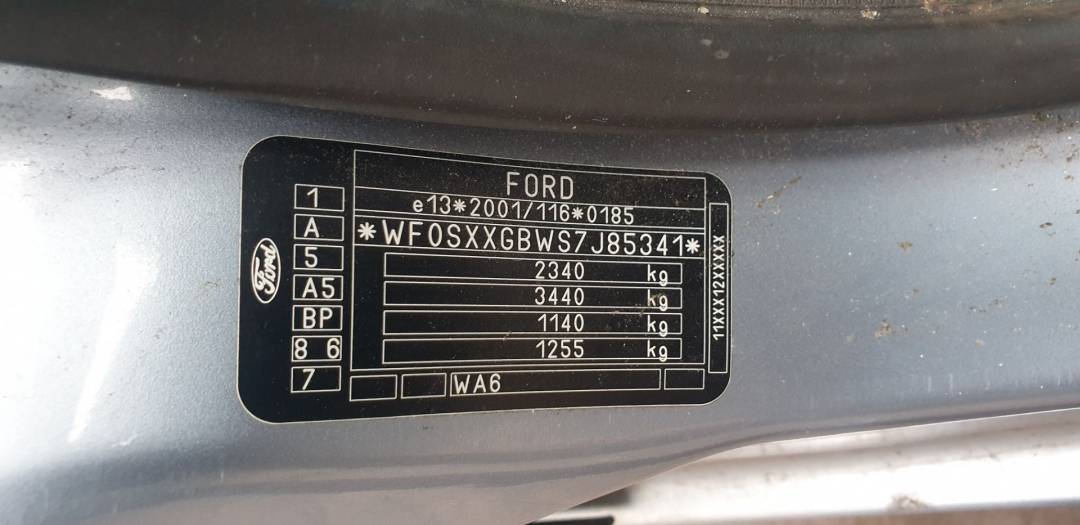 FORD
e13*2001/116*0185
*WF0SXXGBWS7J85341*
2340 kg
3440 kg
1140 kg
1255 kg
WA6
1
A
5
A5
BP
8 6
7
Ford
11XXX12XXXXX